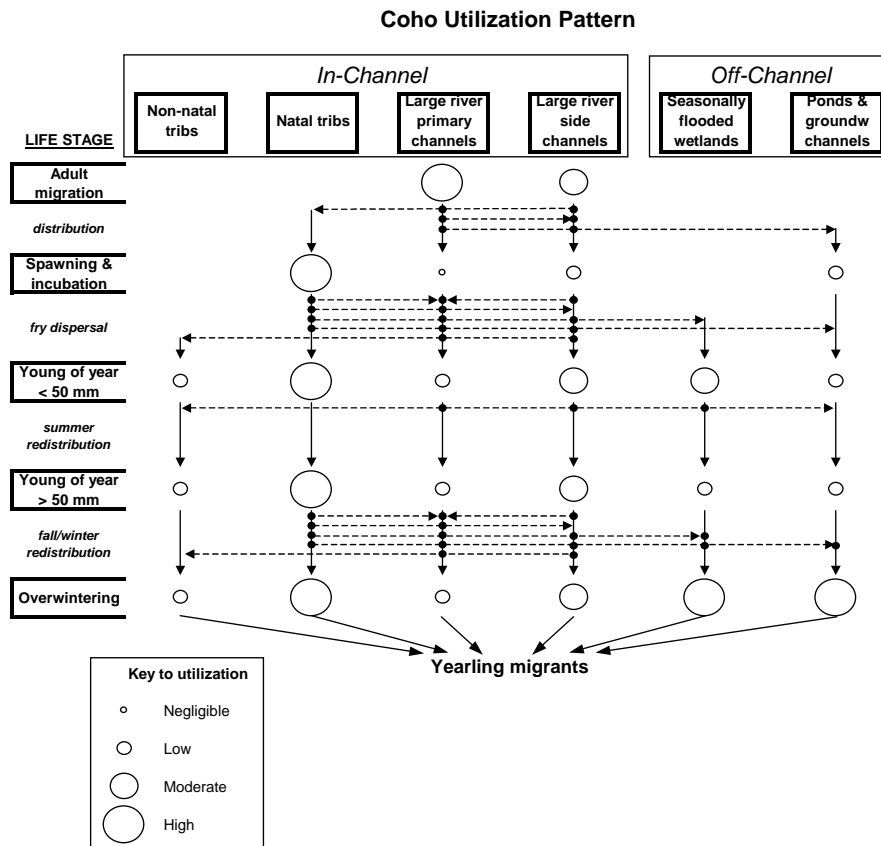 Coho Utilization Pattern
In-Channel
Off-Channel
Non-natal
tribs
Natal tribs
Large river
primary
channels
Large river
side
channels
Seasonally
flooded
wetlands
Ponds &
groundw
channels
LIFE STAGE
Adult
migration
distribution
Spawning &
incubation
fry dispersal
Young of year
< 50 mm
summer
redistribution
Young of year
> 50 mm
fall/winter
redistribution
Overwintering
Yearling migrants
Key to utilization
Negligible
Low
Moderate
High